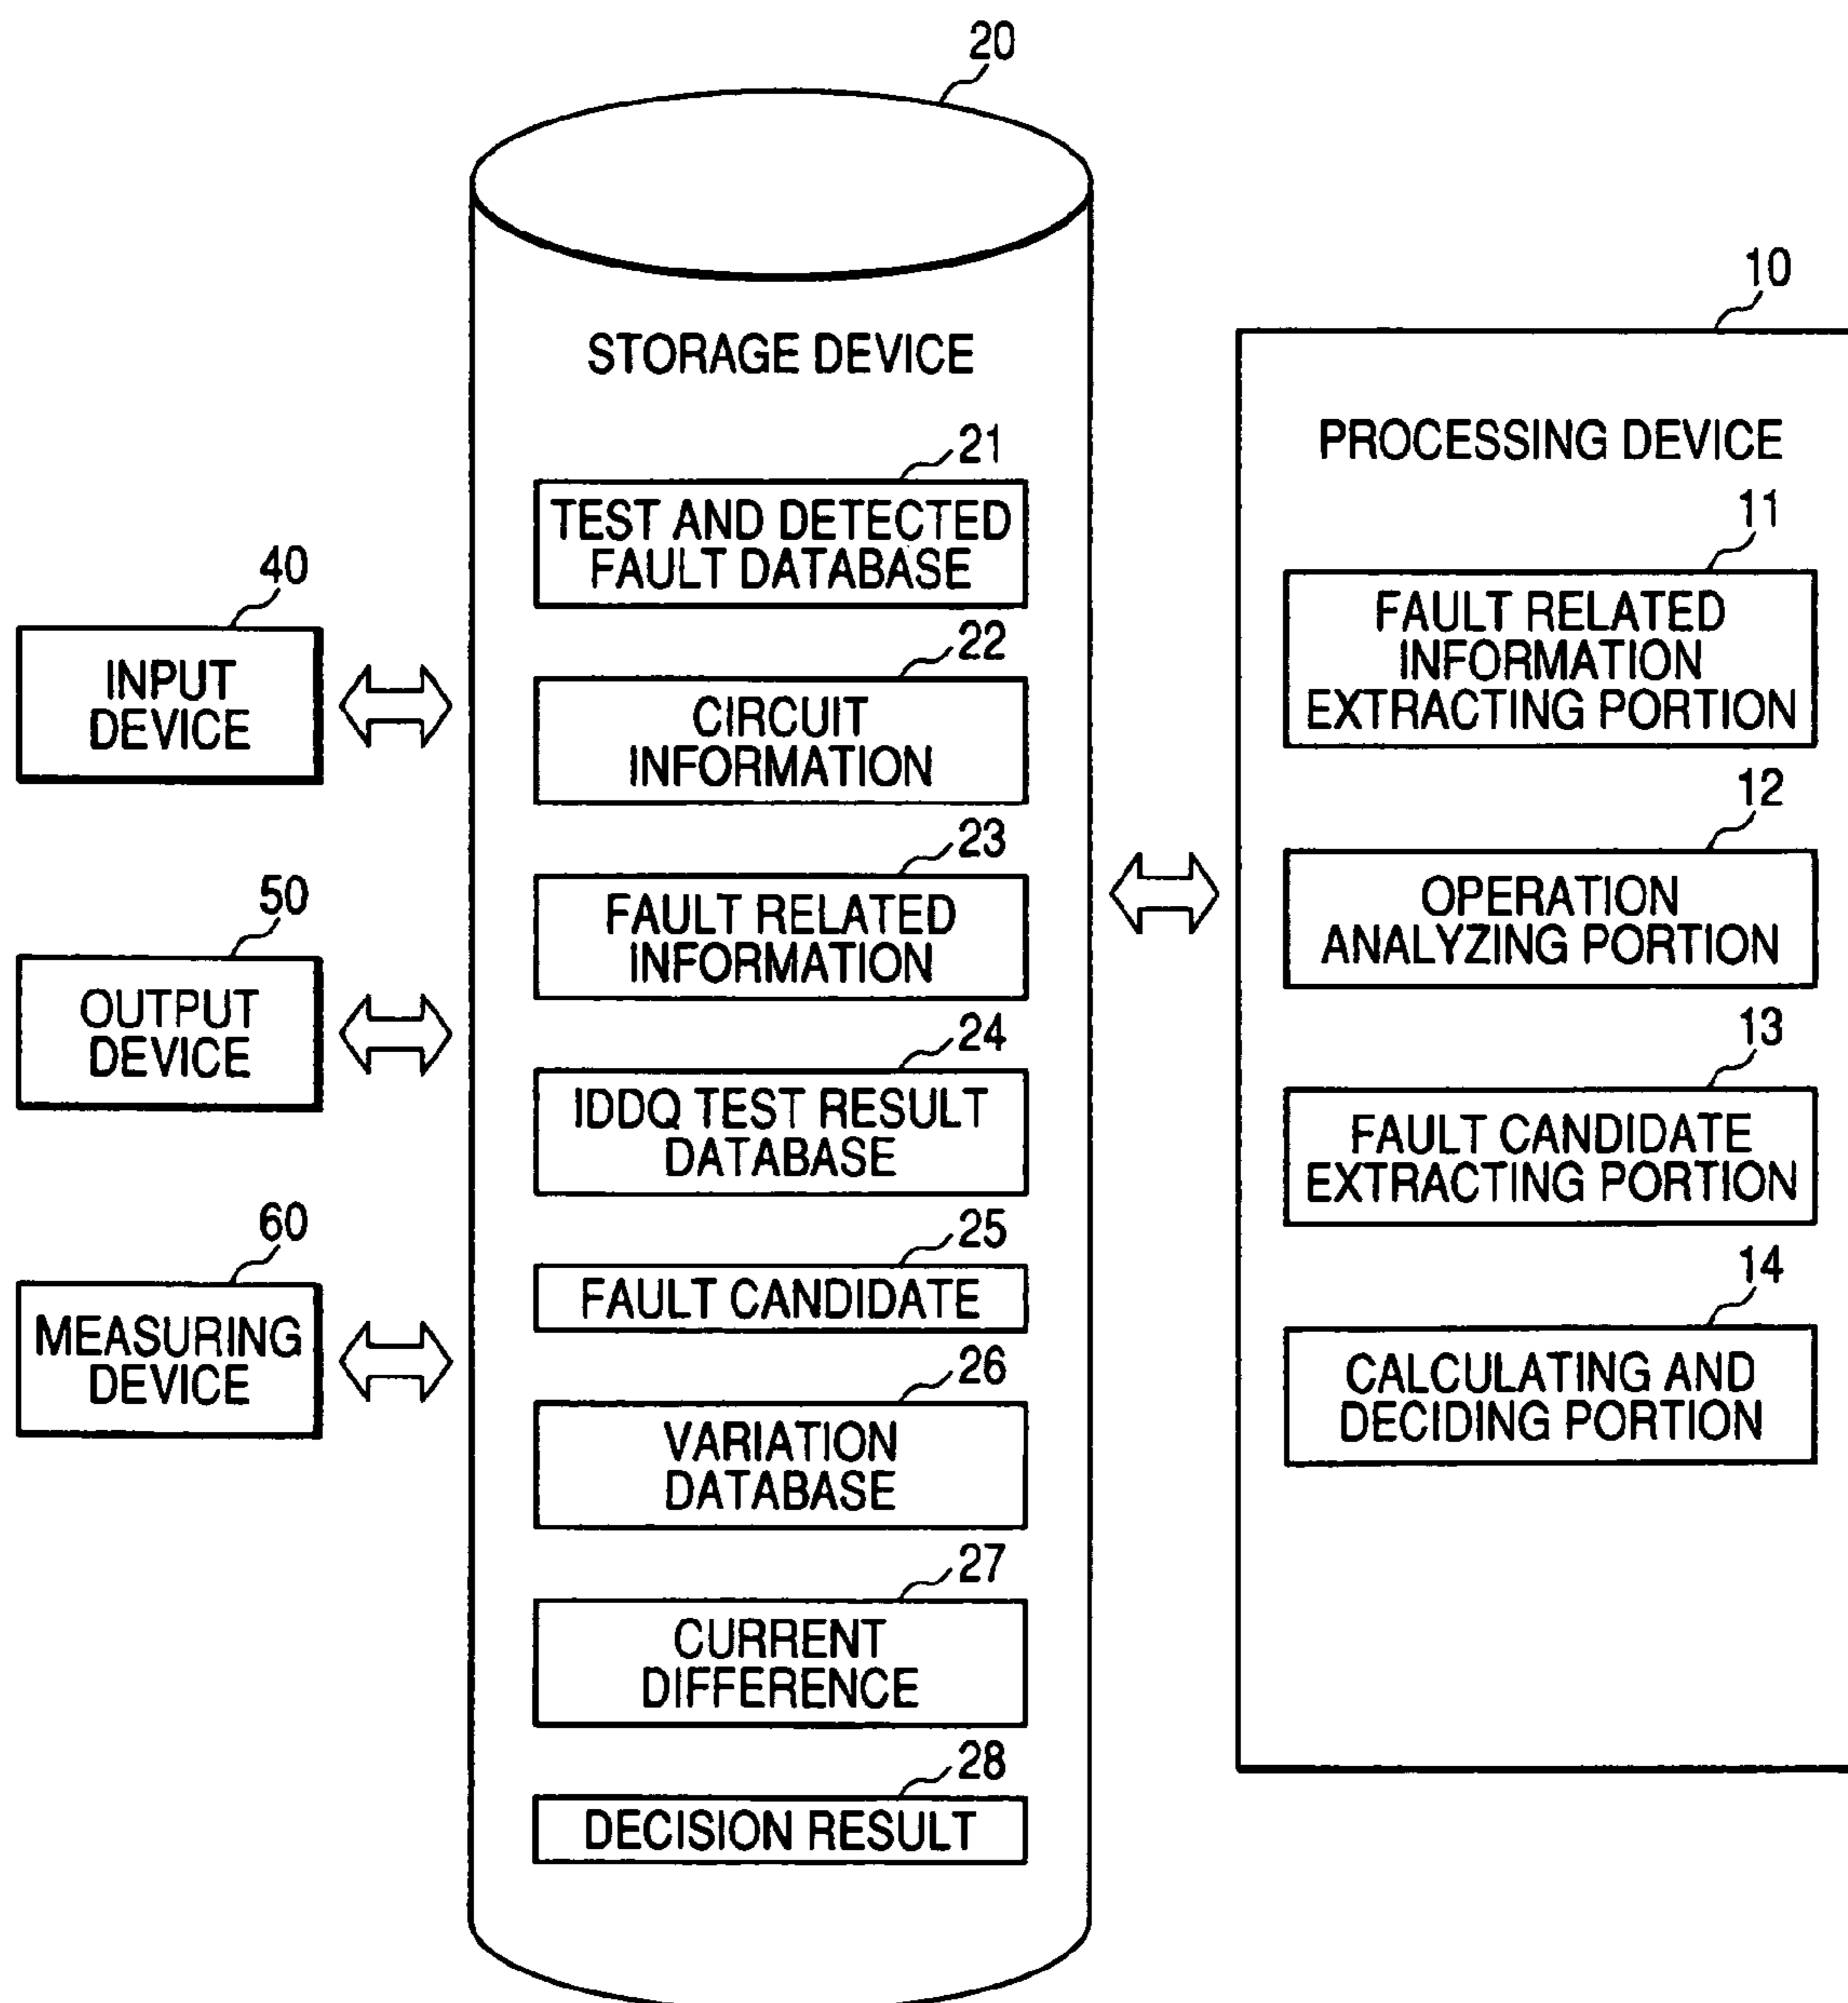 20
STORAGE DEVICE
21
TEST AND DETECTED
FAULT DATABASE
22
CIRCUIT
INFORMATION
23
FAULT RELATED
INFORMATION
24
IDDQ TEST RESULT
DATABASE
25
FAULT CANDIDATE
26
VARIATION
DATABASE
27
CURRENT
DIFFERENCE
28
DECISION RESULT
40
INPUT
DEVICE
50
OUTPUT
DEVICE
60
MEASURING
DEVICE
10
PROCESSING DEVICE
11
FAULT RELATED
INFORMATION
EXTRACTING PORTION
12
OPERATION
ANALYZING PORTION
13
FAULT CANDIDATE
EXTRACTING PORTION
14
CALCULATING AND
DECIDING PORTION